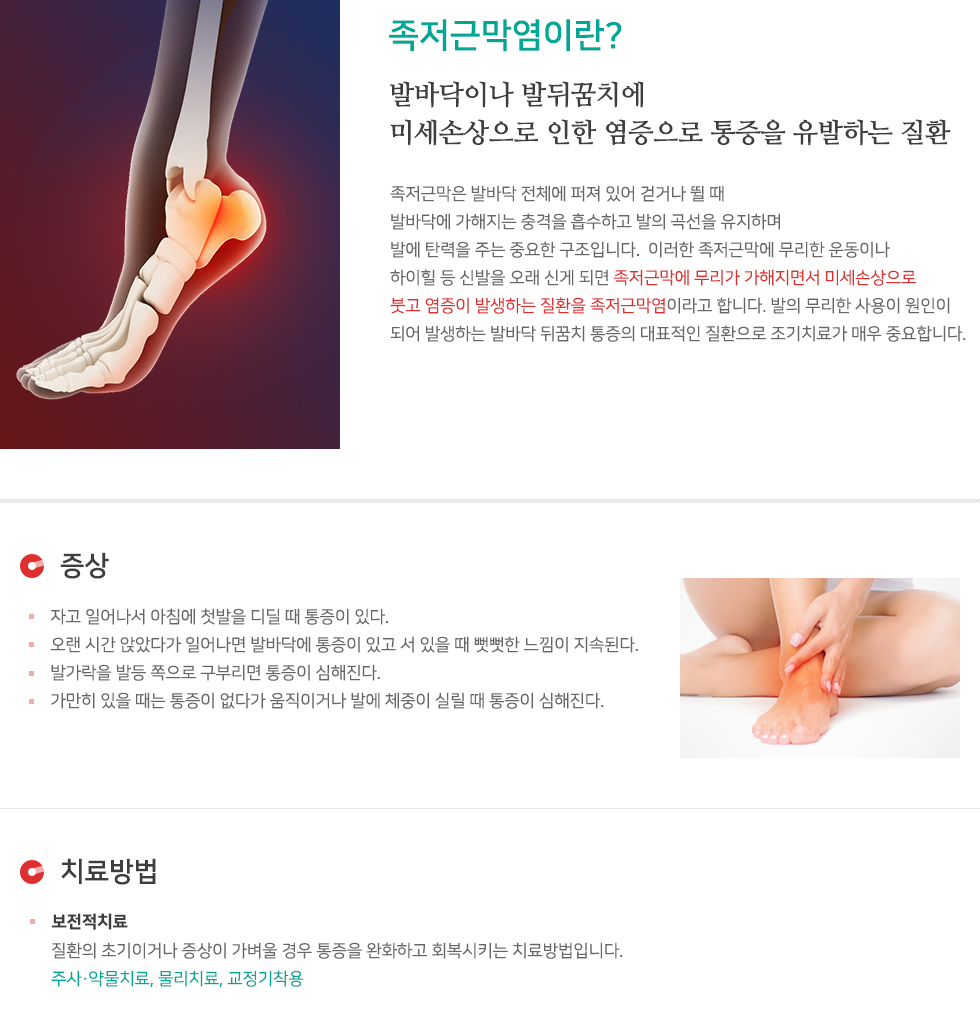 족저근막염이란?
발바닥이나 발뒤꿈치에
미세손상으로 인한 염증으로 통증을 유발하는 질환
족저근막은 발바닥 전체에 퍼져 있어 걷거나 뛸 때
발바닥에 가해지는 충격을 흡수하고 발의 곡선을 유지하며
발에 탄력을 주는 중요한 구조입니다. 이러한 족저근막에 무리한 운동이나
하이힐 등 신발을 오래 신게 되면 족저근막에 무리가 가해지면서 미세손상으로
붓고 염증이 발생하는 질환을 족저근막염이라고 합니다. 발의 무리한 사용이 원인이
되어 발생하는 발바닥 뒤꿈치 통증의 대표적인 질환으로 조기치료가 매우 중요합니다.
증상
자고 일어나서 아침에 첫발을 디딜 때 통증이 있다.
오랜 시간 앉았다가 일어나면 발바닥에 통증이 있고 서 있을 때 뻣뻣한 느낌이 지속된다.
발가락을 발등 쪽으로 구부리면 통증이 심해진다.
가만히 있을 때는 통증이 없다가 움직이거나 발에 체중이 실릴 때 통증이 심해진다.
치료방법
보전적치료
질환의 초기이거나 증상이 가벼울 경우 통증을 완화하고 회복시키는 치료방법입니다.
주사·약물치료, 물리치료, 교정기착용